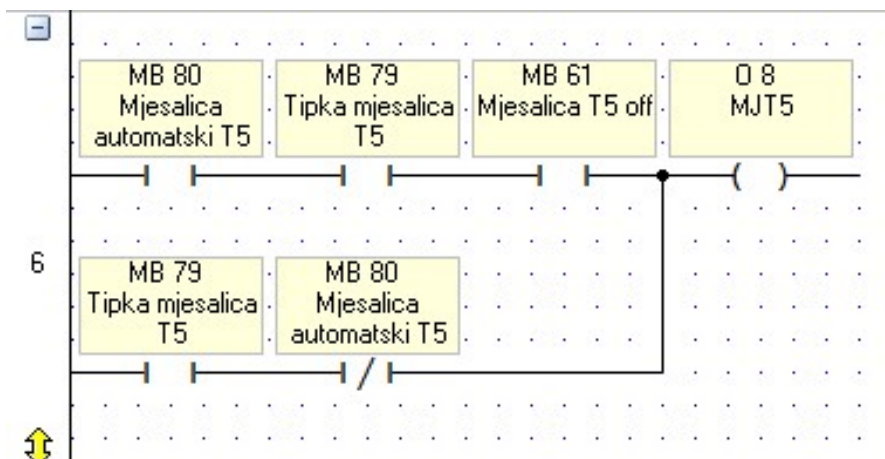 MB 80
Mjesalica
automatski T5
MB 79
Tipka mjesalica
T5
MB 61
Mjesalica T5 off
O 8
MJT5
6
MB 79
Tipka mjesalica
T5
MB 80
Mjesalica
automatski T5